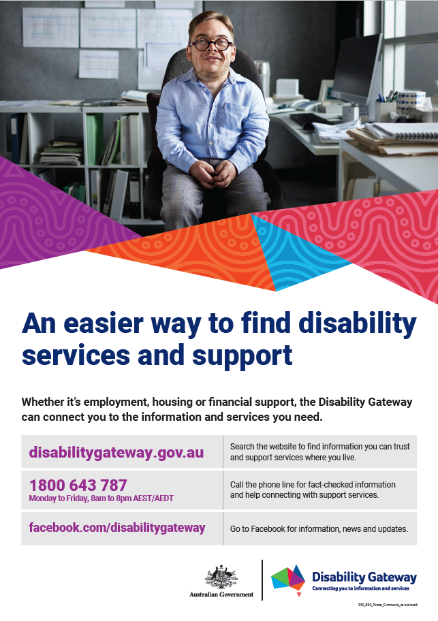 An easier way to find disability
services and support
Whether it's employment, housing or financial support, the Disability Gateway
can connect you to the information and services you need.
disabilitygateway.gov.au
Search the website to find information you can trust
and support services where you live.
1800 643 787
Monday to Friday, 8am to 8pm AEST/AEDT
Call the phone line for fact-checked information
and help connecting with support services.
facebook.com/disabilitygateway
Go to Facebook for information, news and updates.
Australian Government
Disability Gateway
Connecting you to information and services